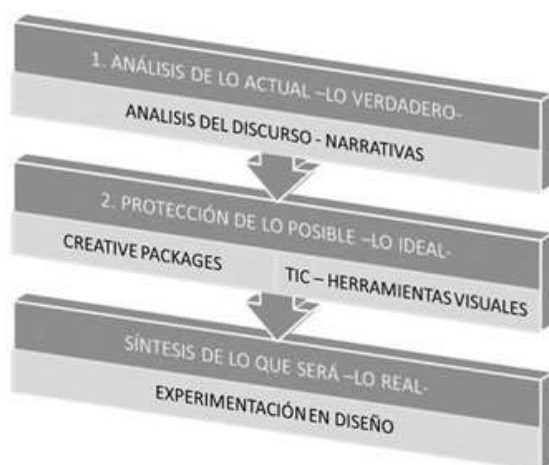 1. ANÁLISIS DE LO ACTUAL –LO VERDADERO-
ANALISIS DEL DISCURSO - NARRATIVAS
2. PROTECCIÓN DE LO POSIBLE –LO IDEAL-
CREATIVE PACKAGES
TIC – HERRAMIENTAS VISUALES
SÍNTESIS DE LO QUE SERÁ –LO REAL-
EXPERIMENTACIÓN EN DISEÑO